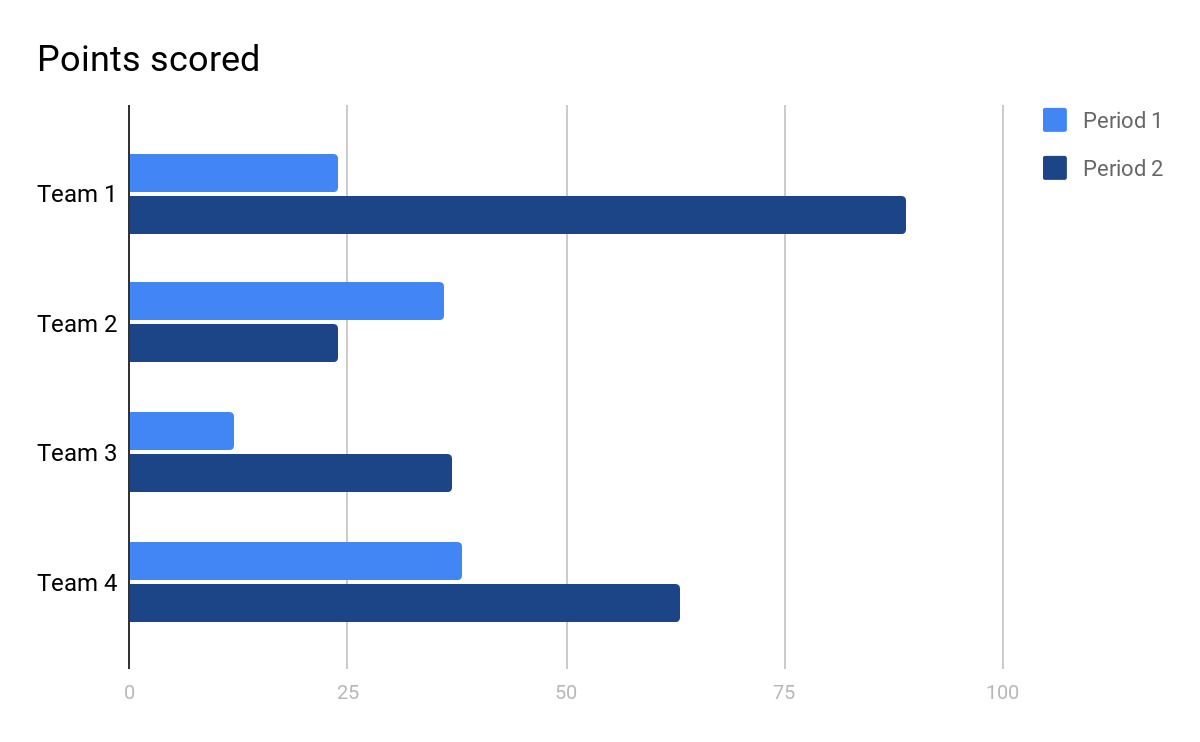 Points scored
Period 1
Period 2
Team 1
Team 2
Team 3
Team 4
0 25 50 75 100